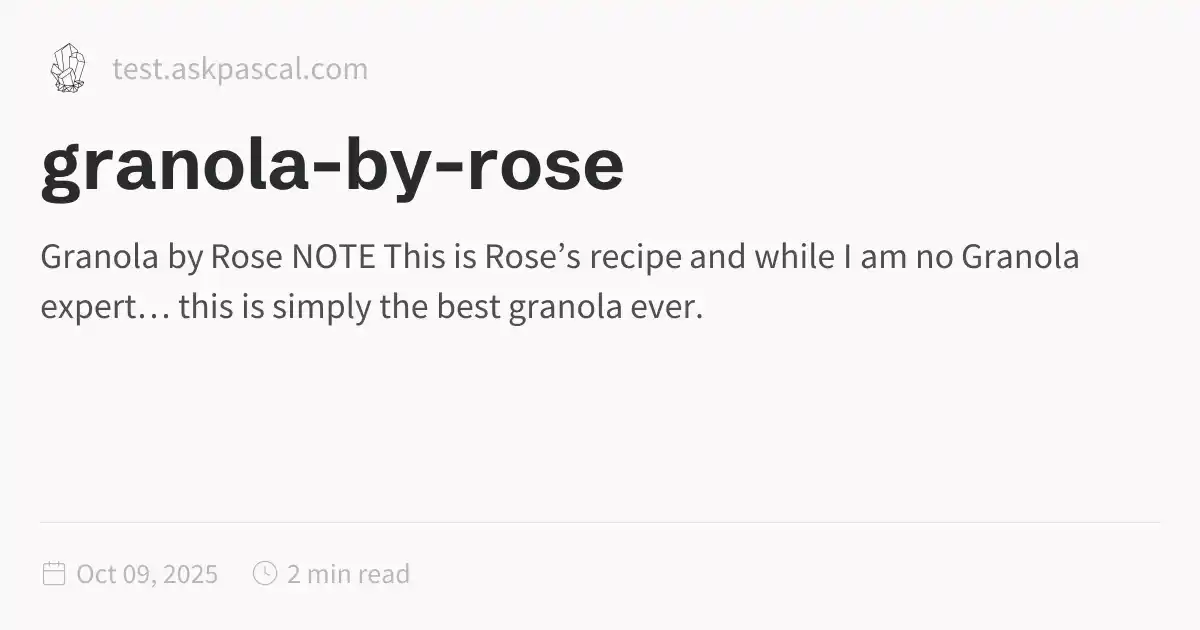 test.askpascal.com
granola-by-rose
Granola by Rose NOTE This is Rose’s recipe and while I am no Granola
expert… this is simply the best granola ever.
Oct 09, 2025
2 min read